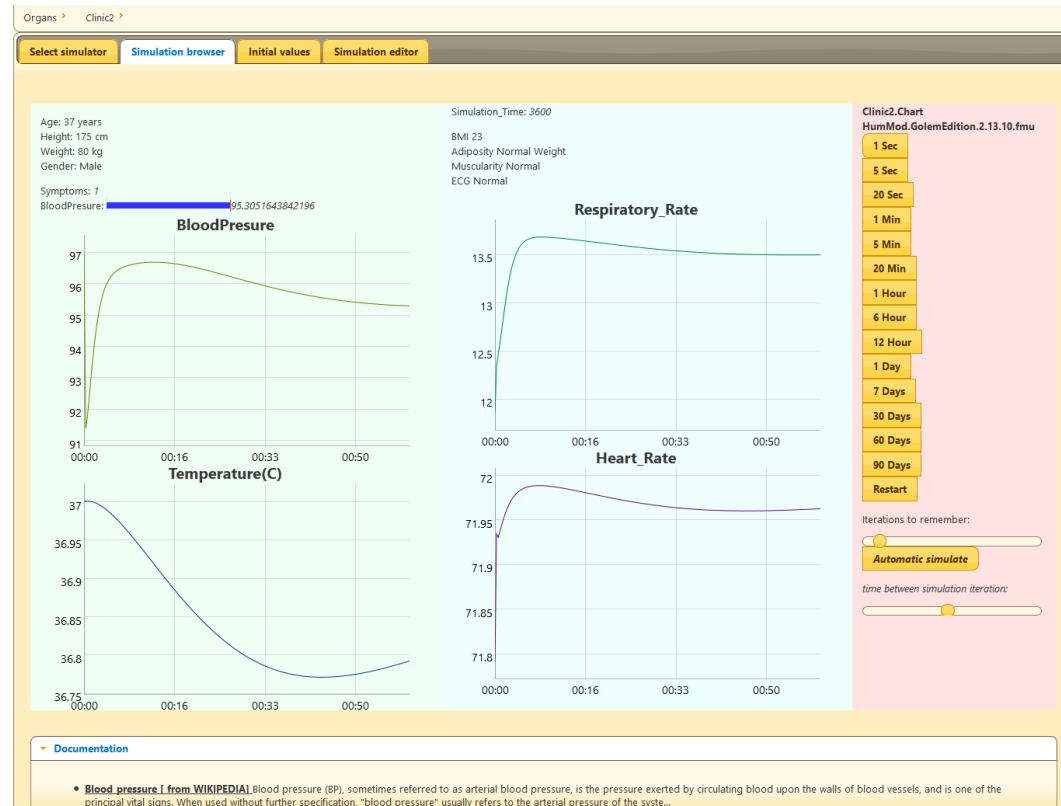 Organs › Clinic2 ›
Select simulator Simulation browser Initial values Simulation editor
Age: 37 years
Height: 175 cm
Weight: 80 kg
Gender: Male
Symptoms: 1
BloodPresure: 95.3051643842196
BloodPresure
97
96
95
94
93
92
91
00:00 00:16 00:33 00:50
Temperature(C)
37
36.95
36.9
36.85
36.8
36.75
00:00 00:16 00:33 00:50
Simulation_Time: 3600
BMI 23
Adiposity Normal Weight
Muscularity Normal
ECG Normal
Respiratory_Rate
13.5
13
12.5
12
00:00 00:16 00:33 00:50
Heart_Rate
72
71.95
71.9
71.85
71.8
00:00 00:16 00:33 00:50
Clinic2.Chart
HumMod.GolemEdition.2.13.10.fmu
1 Sec
5 Sec
20 Sec
1 Min
5 Min
20 Min
1 Hour
6 Hour
12 Hour
1 Day
7 Days
30 Days
60 Days
90 Days
Restart
Iterations to remember:
Automatic simulate
time between simulation iteration:
Documentation
• Blood pressure [ from WIKIPEDIA] Blood pressure (BP), sometimes referred to as arterial blood pressure, is the pressure exerted by circulating blood upon the walls of blood vessels, and is one of the
principal vital signs. When used without further specification, "blood pressure" usually refers to the arterial pressure of the syste...